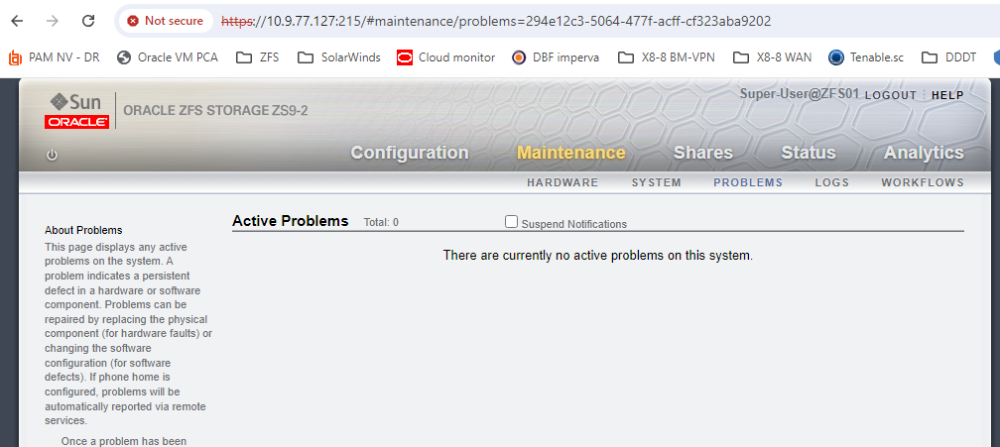 Not secure https://10.9.77.127:215/#maintenance/problems=294e12c3-5064-477f-acff-cf323aba9202
PAM NV - DR Oracle VM PCA ZFS SolarWinds Cloud monitor DBF imperva X8-8 BM-VPN X8-8 WAN Tenable.sc DDDT
Sun ORACLE ORACLE ZFS STORAGE ZS9-2
Super-User@ZFS01 LOGOUT HELP
Configuration Maintenance Shares Status Analytics
HARDWARE SYSTEM PROBLEMS LOGS WORKFLOWS
About Problems
This page displays any active
problems on the system. A
problem indicates a persistent
defect in a hardware or software
component. Problems can be
repaired by replacing the physical
component (for hardware faults) or
changing the software
configuration (for software
defects). If phone home is
configured, problems will be
automatically reported via remote
services.
Once a problem has been
Active Problems Total: 0 Suspend Notifications
There are currently no active problems on this system.